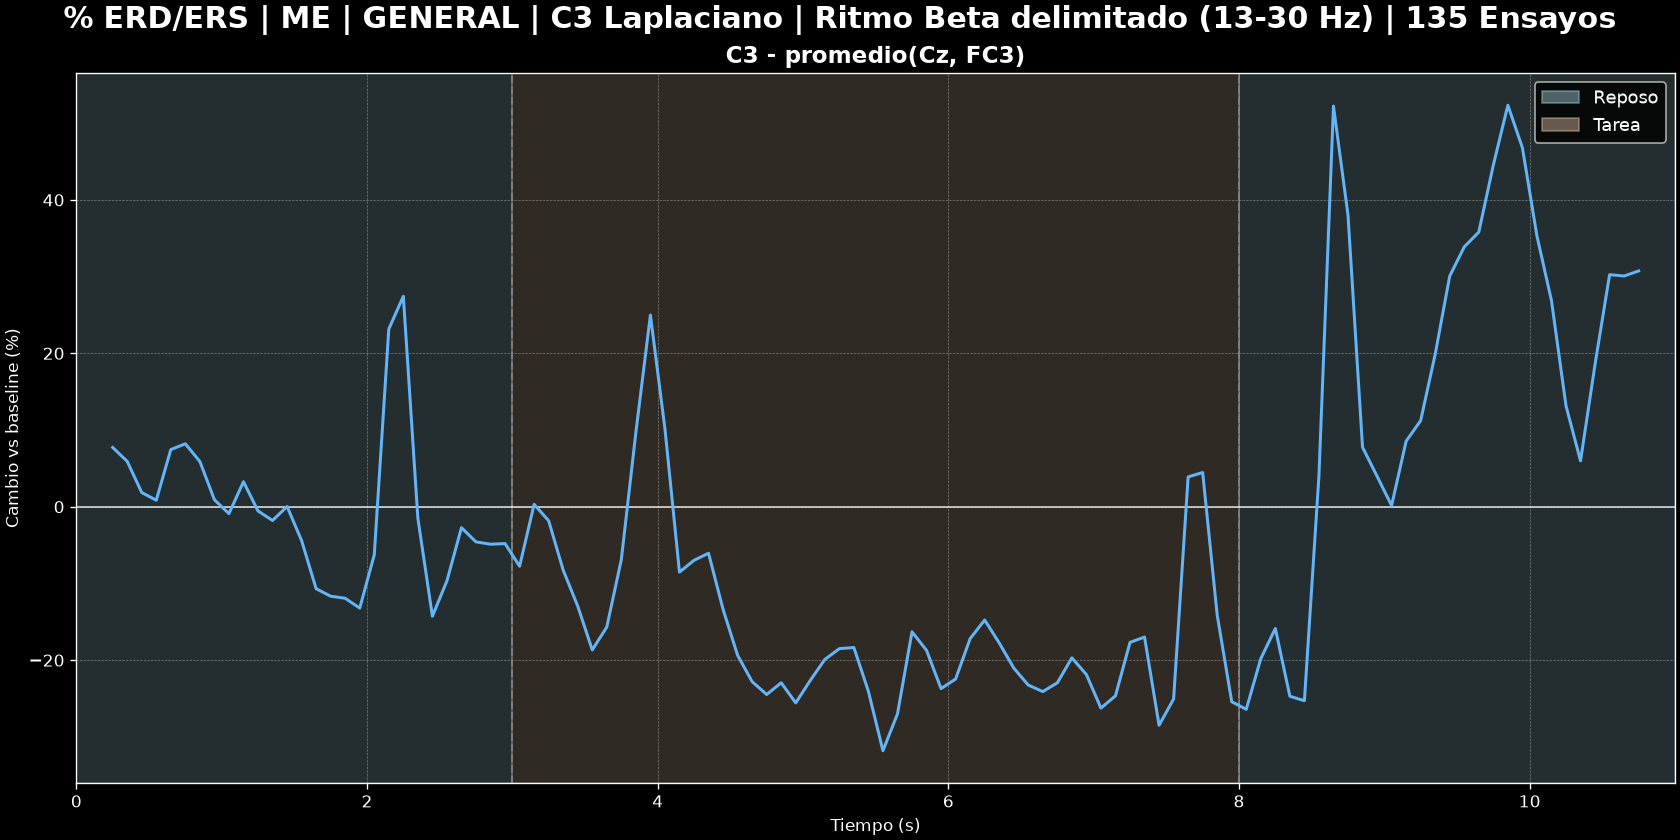 % ERD/ERS | ME | GENERAL | C3 Laplaciano | Ritmo Beta delimitado (13-30 Hz) | 135 Ensayos
C3 - promedio(Cz, FC3)
Reposo
Tarea
Cambio vs baseline (%)
40
20
0
−20
0
2
4
6
8
10
Tiempo (s)